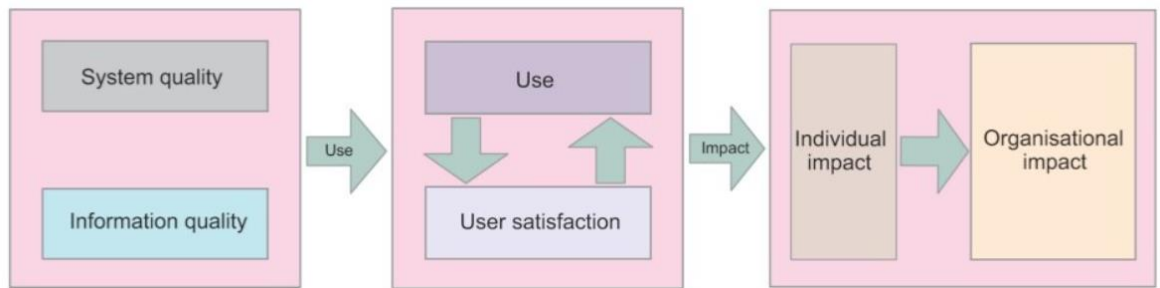 System quality
Information quality
Use
Use
User satisfaction
Impact
Individual
impact
Organisational
impact